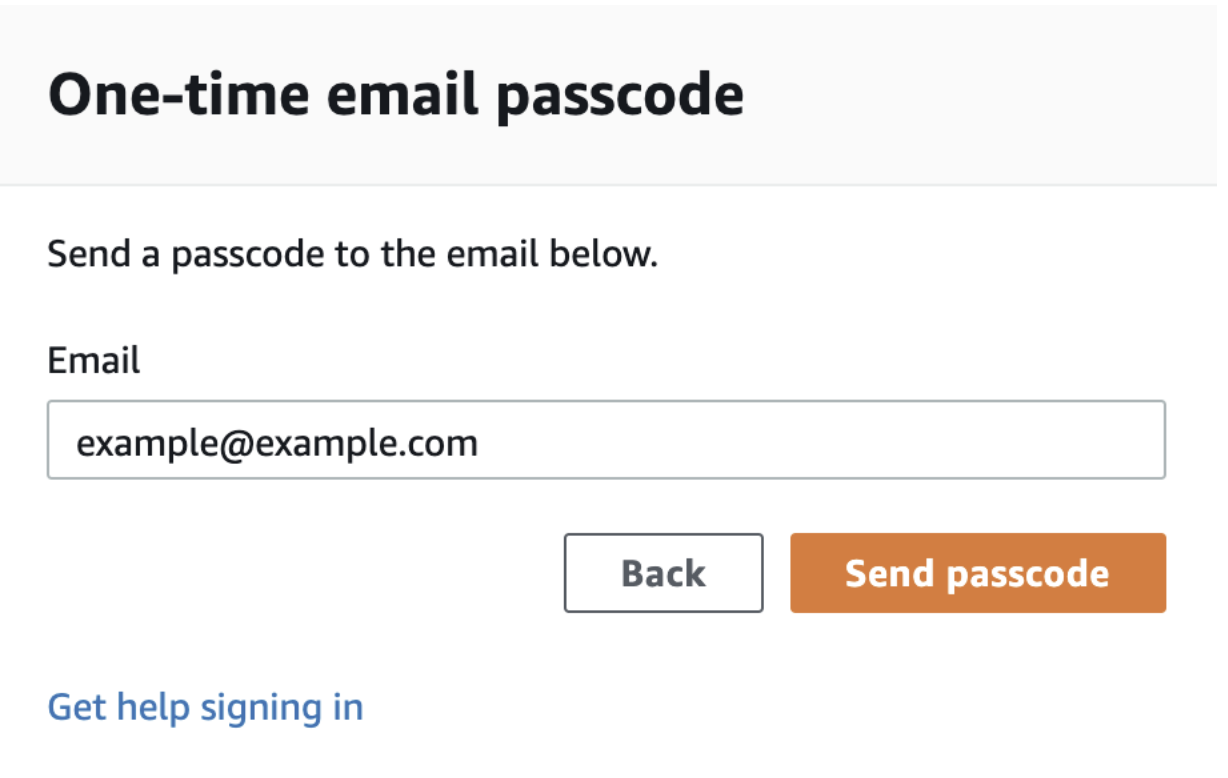 One-time email passcode
Send a passcode to the email below.
Email
example@example.com
Back
Send passcode
Get help signing in